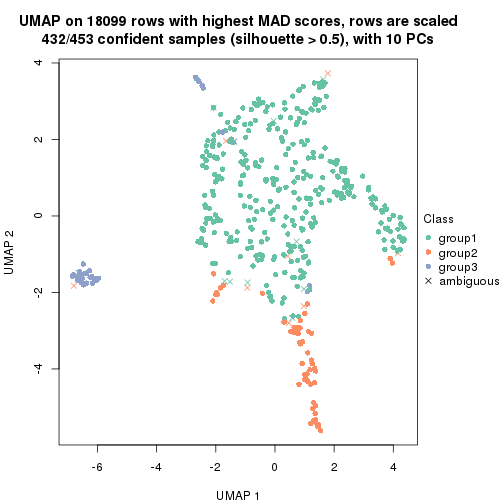 UMAP on 18099 rows with highest MAD scores, rows are scaled
432/453 confident samples (silhouette > 0.5), with 10 PCs
4
2
0
-2
-4
UMAP 2
-6
-4
-2
0
2
4
UMAP 1
Class
group1
group2
group3
ambiguous